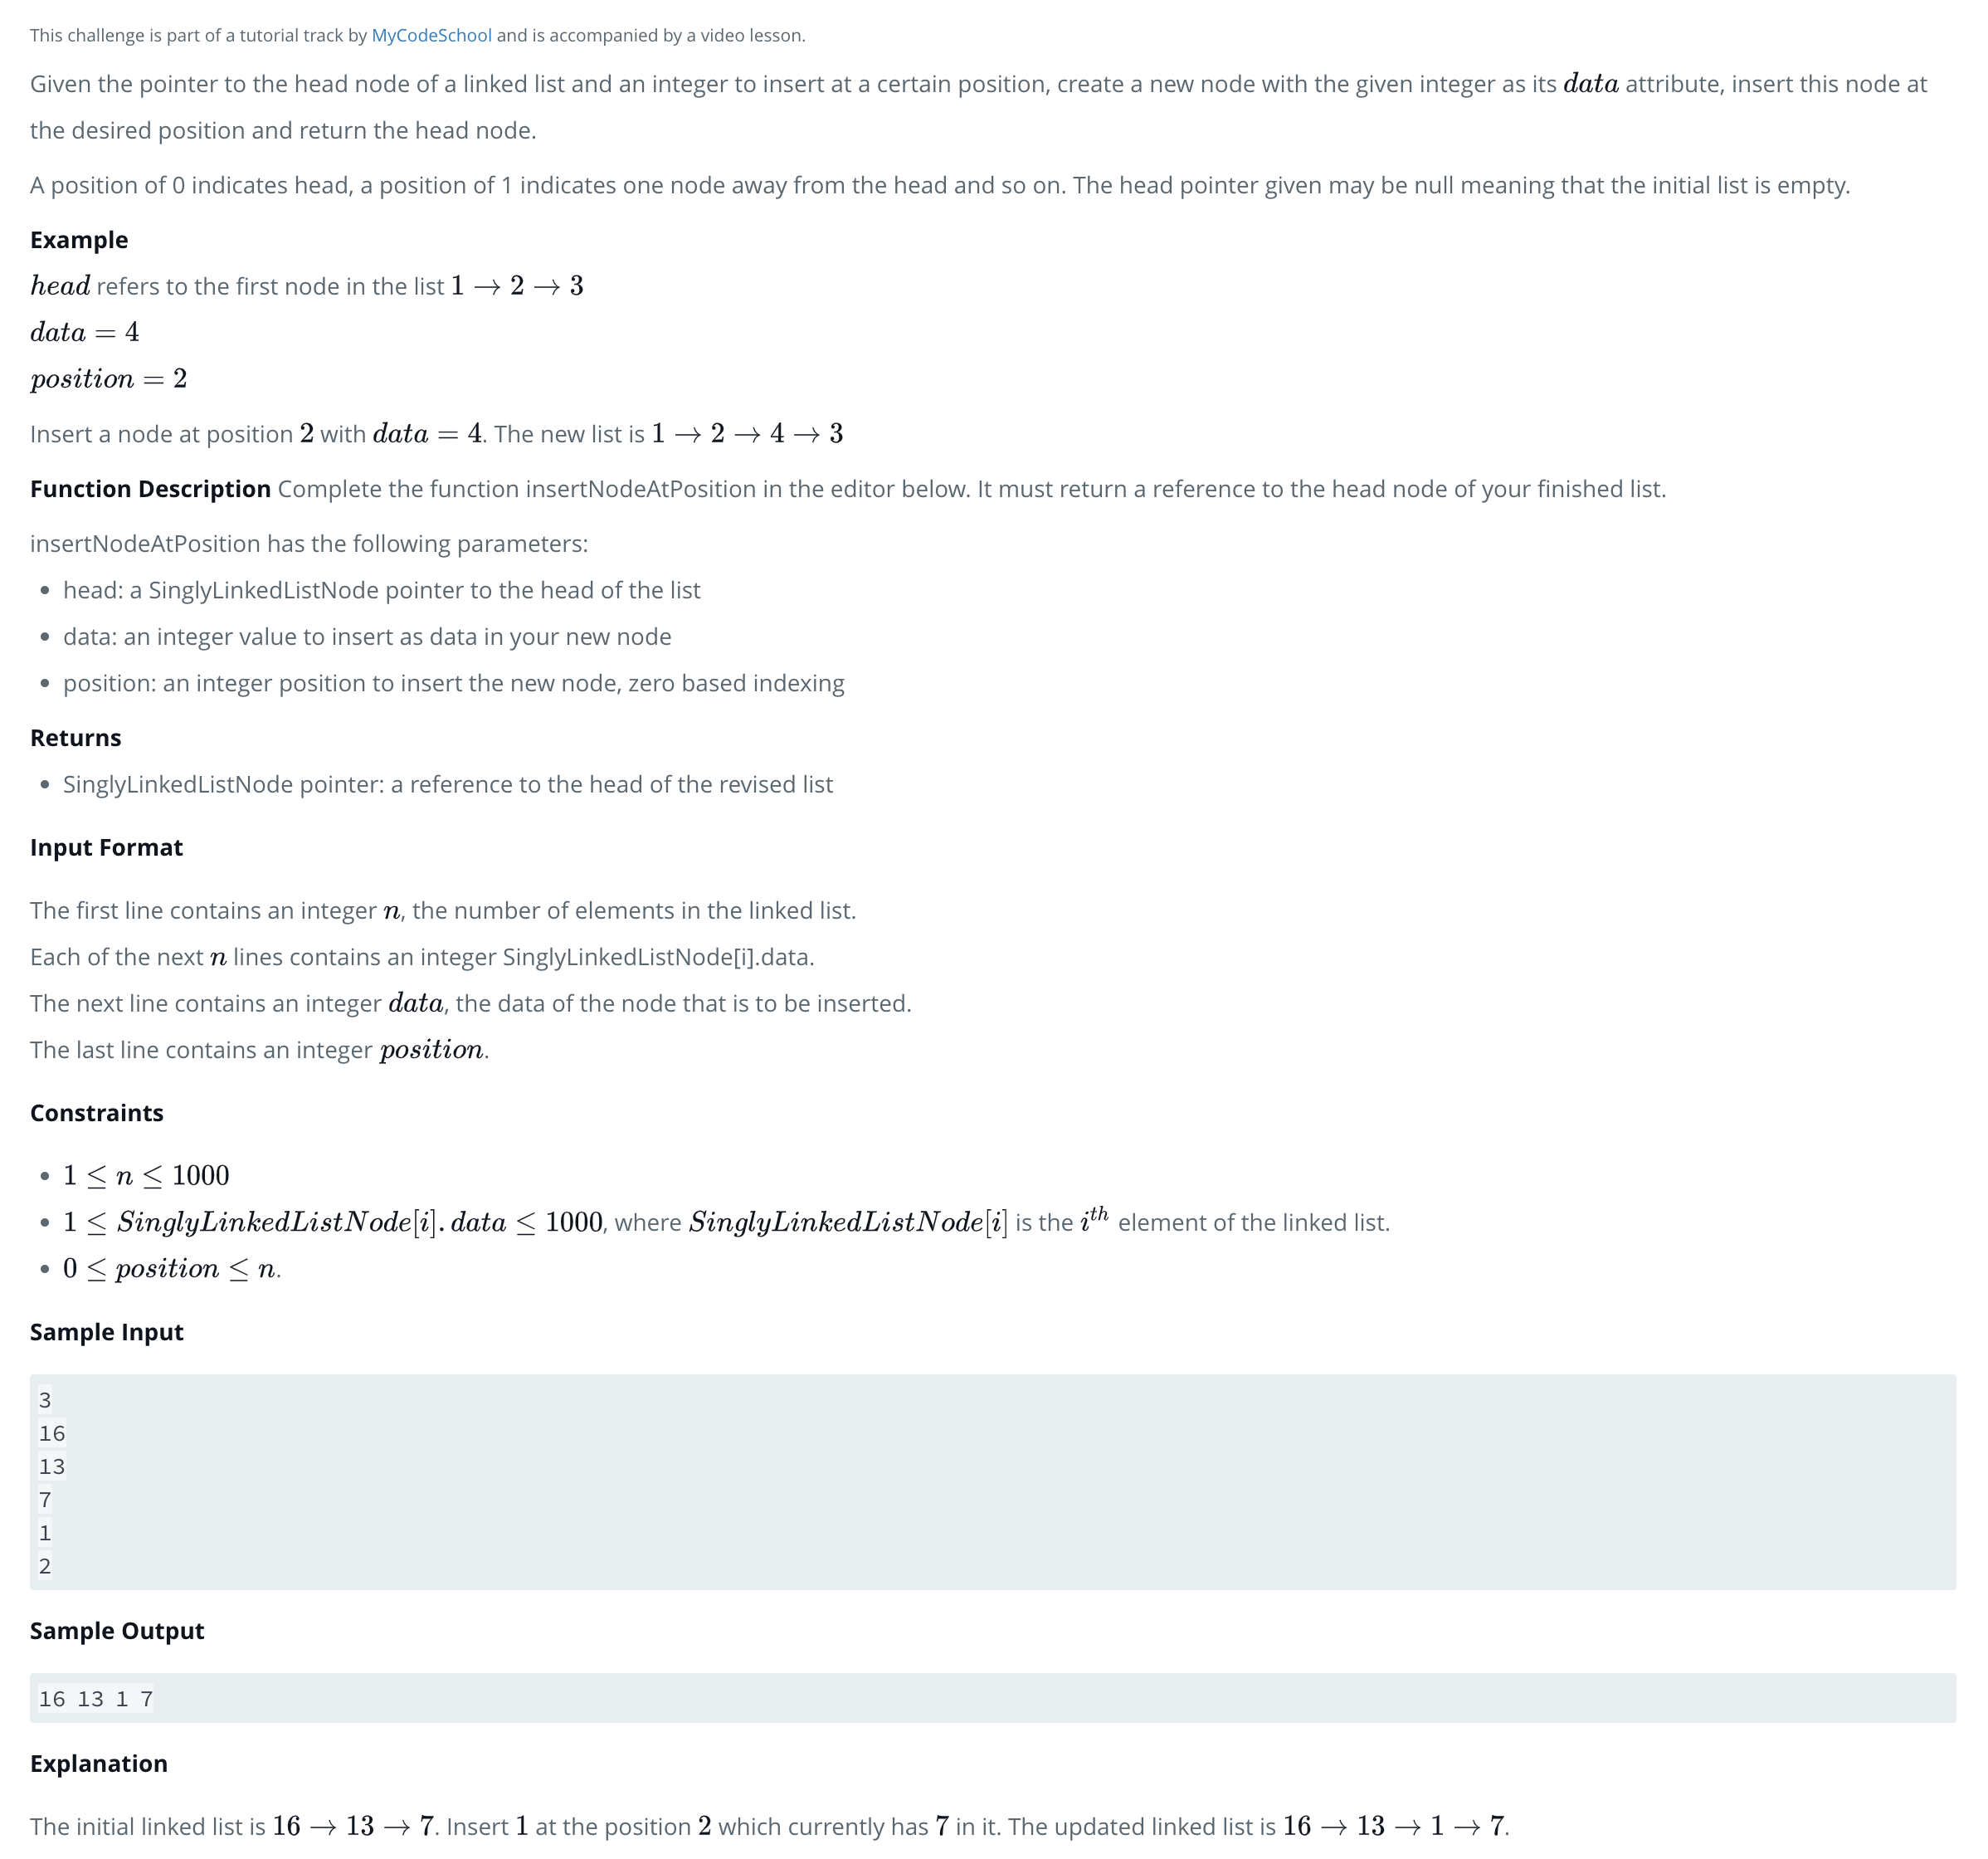 This challenge is part of a tutorial track by MyCodeSchool and is accompanied by a video lesson.
Given the pointer to the head node of a linked list and an integer to insert at a certain position, create a new node with the given integer as its data attribute, insert this node at
the desired position and return the head node.
A position of 0 indicates head, a position of 1 indicates one node away from the head and so on. The head pointer given may be null meaning that the initial list is empty.
Example
head refers to the first node in the list 1 → 2 → 3
data = 4
position = 2
Insert a node at position 2 with data = 4. The new list is 1 → 2 → 4 → 3
Function Description Complete the function insertNodeAtPosition in the editor below. It must return a reference to the head node of your finished list.
insertNodeAtPosition has the following parameters:
• head: a SinglyLinkedListNode pointer to the head of the list
• data: an integer value to insert as data in your new node
• position: an integer position to insert the new node, zero based indexing
Returns
• SinglyLinkedListNode pointer: a reference to the head of the revised list
Input Format
The first line contains an integer n, the number of elements in the linked list.
Each of the next n lines contains an integer SinglyLinkedListNode[i].data.
The next line contains an integer data, the data of the node that is to be inserted.
The last line contains an integer position.
Constraints
• 1 ≤ n ≤ 1000
• 1 ≤ SinglyLinkedListNode[i].data ≤ 1000, where SinglyLinkedListNode[i] is the i^th element of the linked list.
• 0 ≤ position ≤ n.
Sample Input
3
16
13
7
1
2
Sample Output
16 13 1 7
Explanation
The initial linked list is 16 → 13 → 7. Insert 1 at the position 2 which currently has 7 in it. The updated linked list is 16 → 13 → 1 → 7.